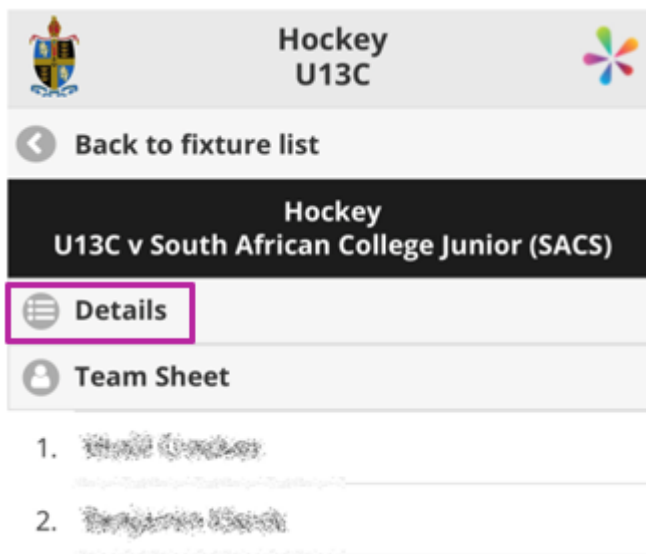 Hockey
U13C
Back to fixture list
Hockey
U13C v South African College Junior (SACS)
Details
Team Sheet
1.
2.